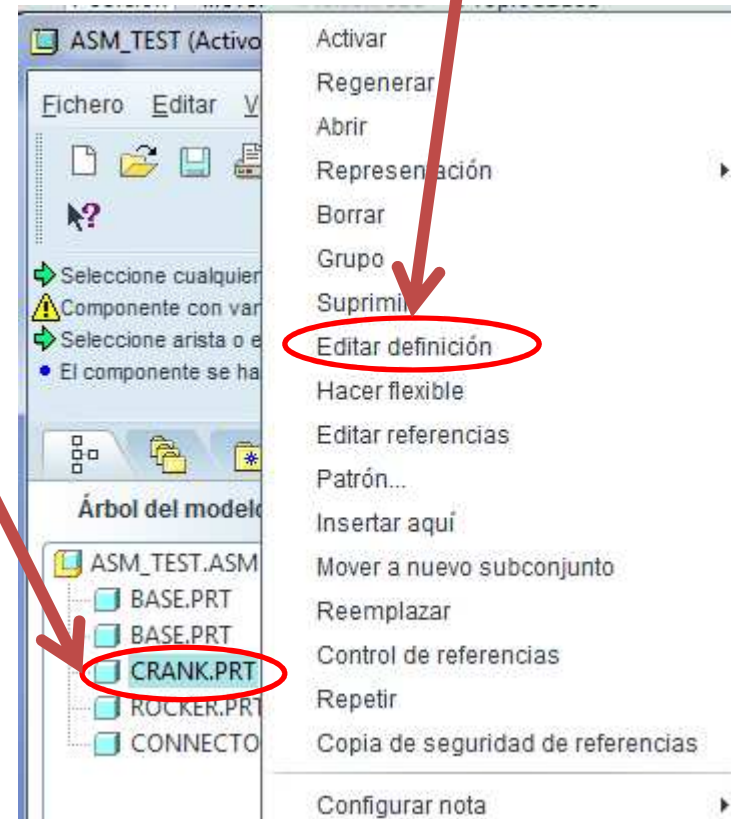 ASM_TEST (Activo
Fichero Editar V
Seleccione cualquier
Componente con var
Seleccione arista o e
El componente se ha
Árbol del modelo
ASM_TEST.ASM
BASE.PRT
BASE.PRT
CRANK.PRT
ROCKER.PRT
CONNECTO
Activar
Regenerar
Abrir
Representación
Borrar
Grupo
Suprimir
Editar definición
Hacer flexible
Editar referencias
Patrón...
Insertar aquí
Mover a nuevo subconjunto
Reemplazar
Control de referencias
Repetir
Copia de seguridad de referencias
Configurar nota